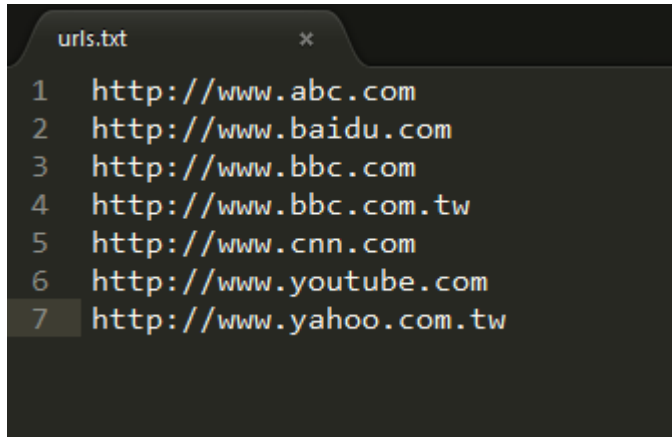 urls.txt ×
1 http://www.abc.com
2 http://www.baidu.com
3 http://www.bbc.com
4 http://www.bbc.com.tw
5 http://www.cnn.com
6 http://www.youtube.com
7 http://www.yahoo.com.tw